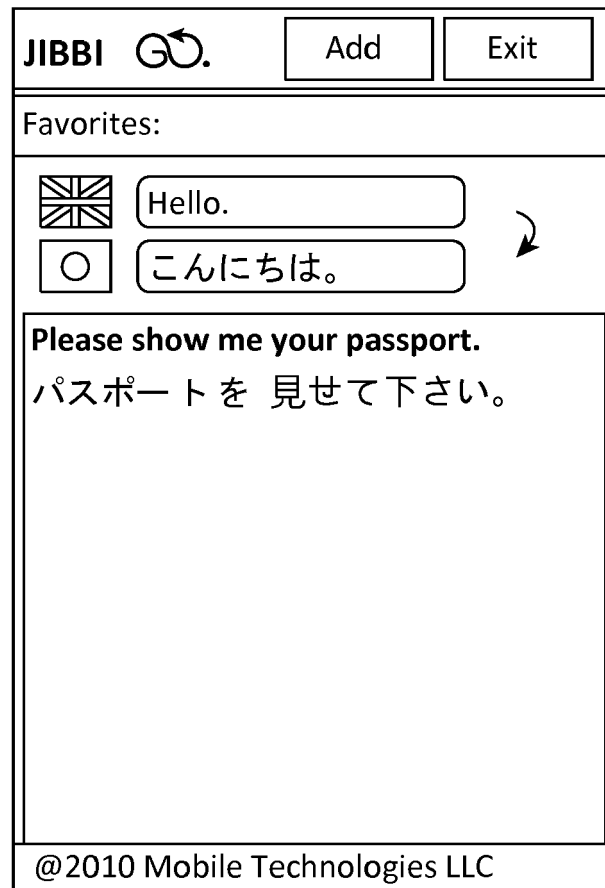 JIBBI GO. Add Exit
Favorites:
Hello.
こんにちは。
Please show me your passport.
パスポートを 見せて下さい。
@2010 Mobile Technologies LLC